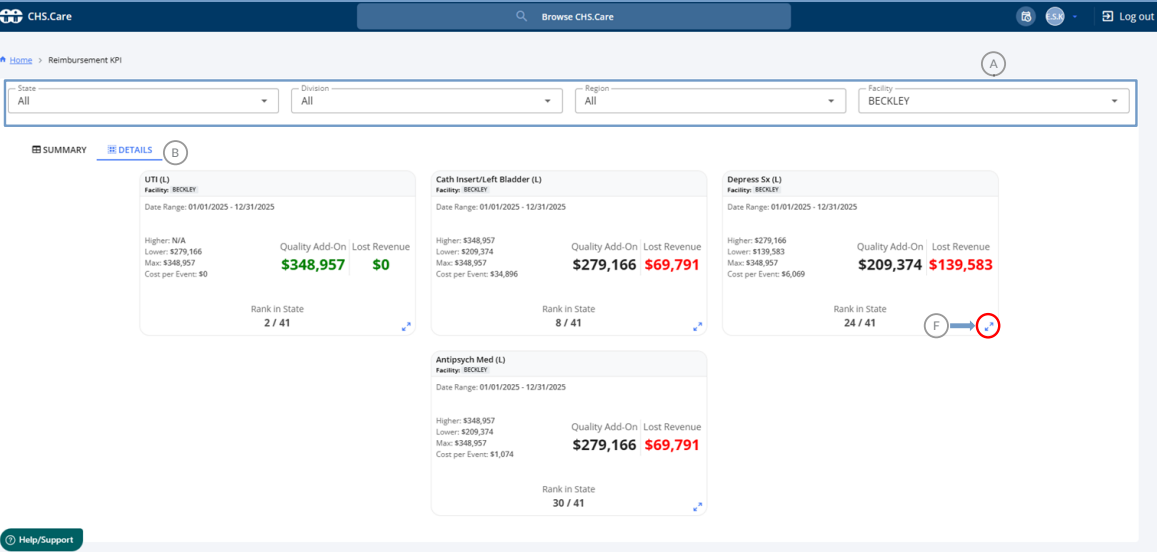 CHS.Care
Browse CHS.Care
E.S.K
Log out
Home > Reimbursement KPI
A
State
All
Division
All
Region
All
Facility
BECKLEY
SUMMARY
DETAILS
B
UTI (L)
Facility: BECKLEY
Date Range: 01/01/2025 - 12/31/2025
Higher: N/A
Lower: $279,166
Max: $348,957
Cost per Event: $0
Quality Add-On
$348,957
Lost Revenue
$0
Rank in State
2 / 41
Cath Insert/Left Bladder (L)
Facility: BECKLEY
Date Range: 01/01/2025 - 12/31/2025
Higher: $348,957
Lower: $209,374
Max: $348,957
Cost per Event: $34,896
Quality Add-On
$279,166
Lost Revenue
$69,791
Rank in State
8 / 41
Depress Sx (L)
Facility: BECKLEY
Date Range: 01/01/2025 - 12/31/2025
Higher: $279,166
Lower: $139,583
Max: $348,957
Cost per Event: $6,069
Quality Add-On
$209,374
Lost Revenue
$139,583
Rank in State
24 / 41
F
Antipsych Med (L)
Facility: BECKLEY
Date Range: 01/01/2025 - 12/31/2025
Higher: $348,957
Lower: $209,374
Max: $348,957
Cost per Event: $1,074
Quality Add-On
$279,166
Lost Revenue
$69,791
Rank in State
30 / 41
Help/Support